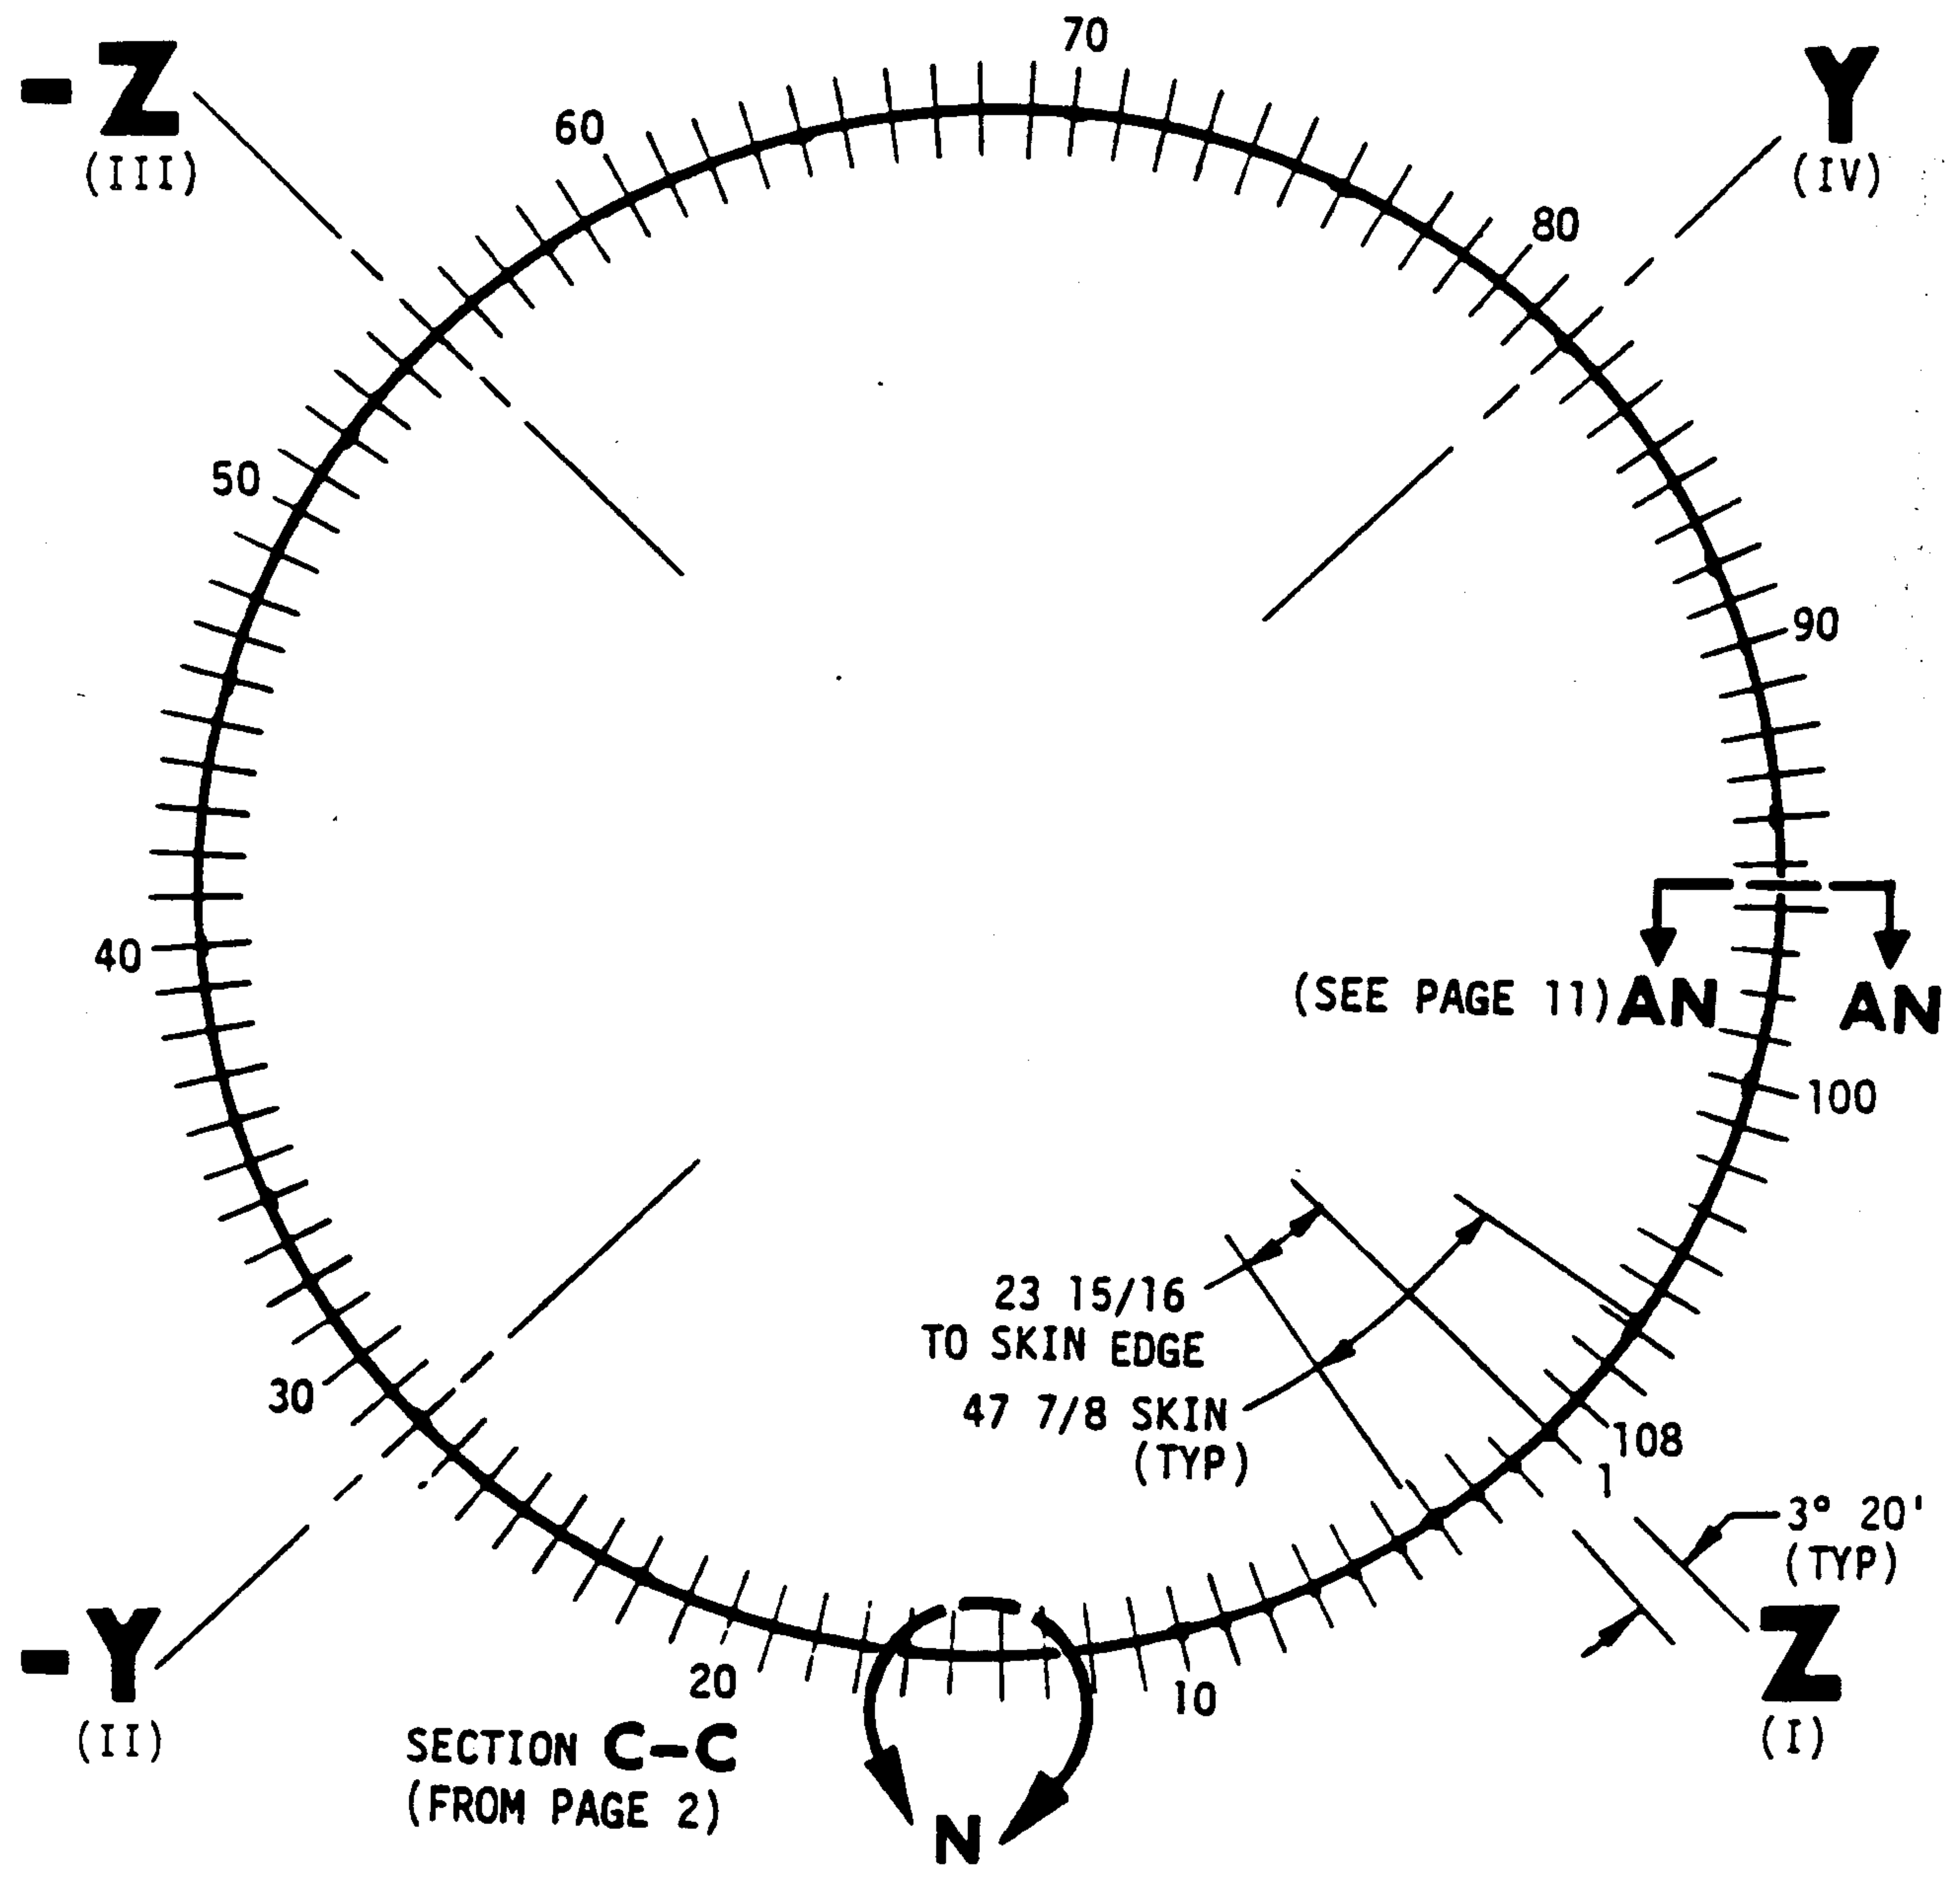 70
-Z
(III)
60
Y
(IV)
80
50
90
40
(SEE PAGE 11) AN AN
100
23 15/16
TO SKIN EDGE
47 7/8 SKIN
(TYP)
30
108
1
3° 20'
(TYP)
-Y
(II)
20
10
Z
(I)
SECTION C-C
(FROM PAGE 2)
N